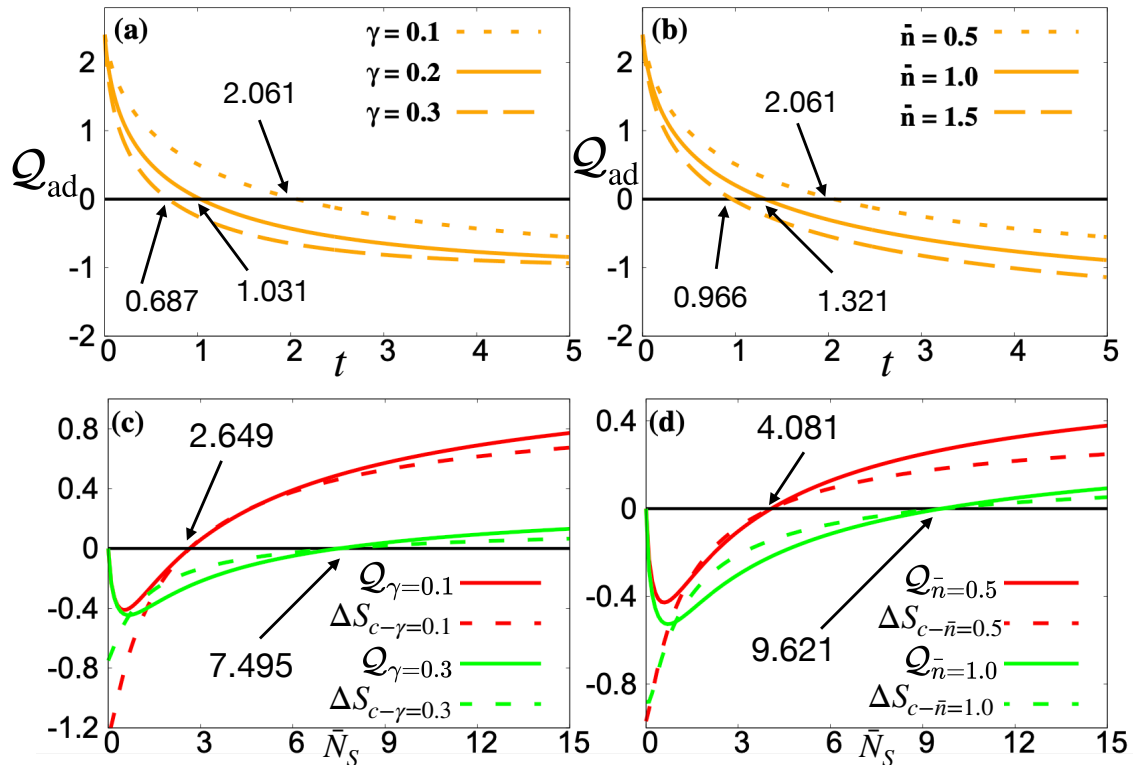 (a)
γ = 0.1
γ = 0.2
γ = 0.3
2.061
0.687
1.031
𝒬ad
2
1
0
-1
-2
0 1 2 3 4 5
t
(b)
n̄ = 0.5
n̄ = 1.0
n̄ = 1.5
2.061
0.966
1.321
𝒬ad
2
1
0
-1
-2
0 1 2 3 4 5
t
(c)
2.649
7.495
𝒬γ=0.1
ΔSc−γ=0.1
𝒬γ=0.3
ΔSc−γ=0.3
0.8
0.4
0
-0.4
-0.8
-1.2
0 3 6 9 12 15
N̄S
(d)
4.081
9.621
𝒬n̄=0.5
ΔSc−n̄=0.5
𝒬n̄=1.0
ΔSc−n̄=1.0
0.4
0
-0.4
-0.8
0 3 6 9 12 15
N̄S